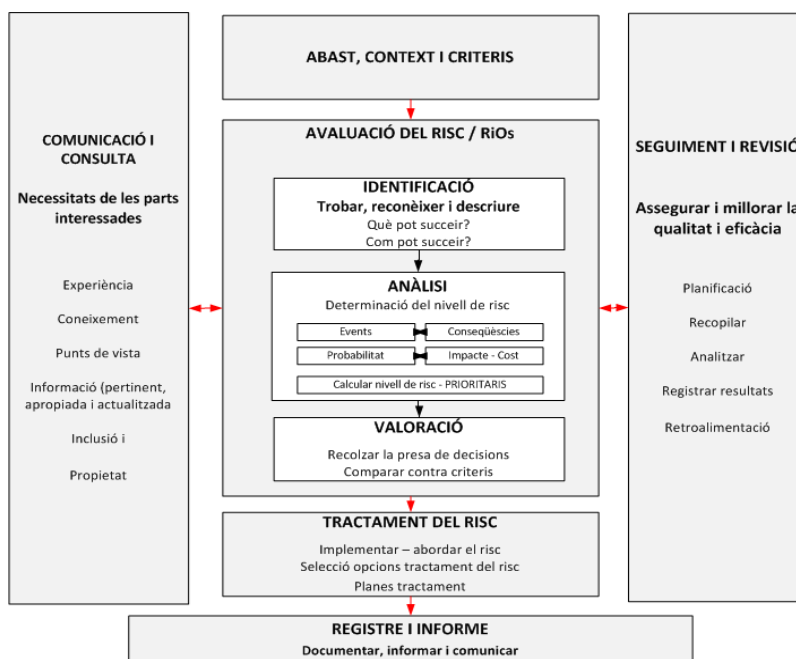 ABAST, CONTEXT I CRITERIS
COMUNICACIÓ I
CONSULTA
Necessitats de les parts
interessades
Experiència
Coneixement
Punts de vista
Informació (pertinent,
apropiada i actualitzada
Inclusió i
Propietat
AVALUACIÓ DEL RISC / RiOs
IDENTIFICACIÓ
Trobar, reconèixer i descriure
Què pot succeir?
Com pot succeir?
ANÀLISI
Determinació del nivell de risc
Events
Conseqüèscies
Probabilitat
Impacte - Cost
Calcular nivell de risc - PRIORITARIS
VALORACIÓ
Recolzar la presa de decisions
Comparar contra criteris
SEGUIMENT I REVISIÓ
Assegurar i millorar la
qualitat i eficàcia
Planificació
Recopilar
Analitzar
Registrar resultats
Retroalimentació
TRACTAMENT DEL RISC
Implementar – abordar el risc
Selecció opcions tractament del risc
Planes tractament
REGISTRE I INFORME
Documentar, informar i comunicar